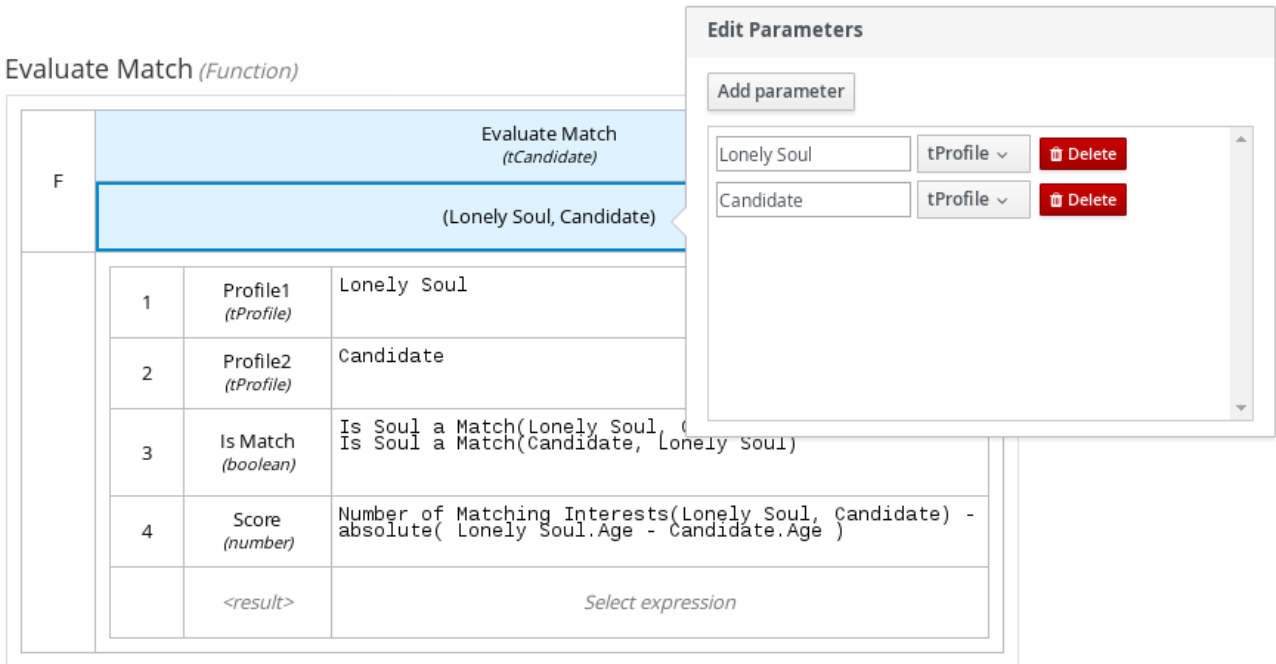 Evaluate Match (Function)
Edit Parameters
Add parameter
Lonely Soul tProfile Delete
Candidate tProfile Delete
F
Evaluate Match
(tCandidate)
(Lonely Soul, Candidate)
1
Profile1
(tProfile)
Lonely Soul
2
Profile2
(tProfile)
Candidate
3
Is Match
(boolean)
Is Soul a Match(Lonely Soul,
Is Soul a Match(Candidate, Lonely Soul)
4
Score
(number)
Number of Matching Interests(Lonely Soul, Candidate) -
absolute( Lonely Soul.Age - Candidate.Age )
<result>
Select expression